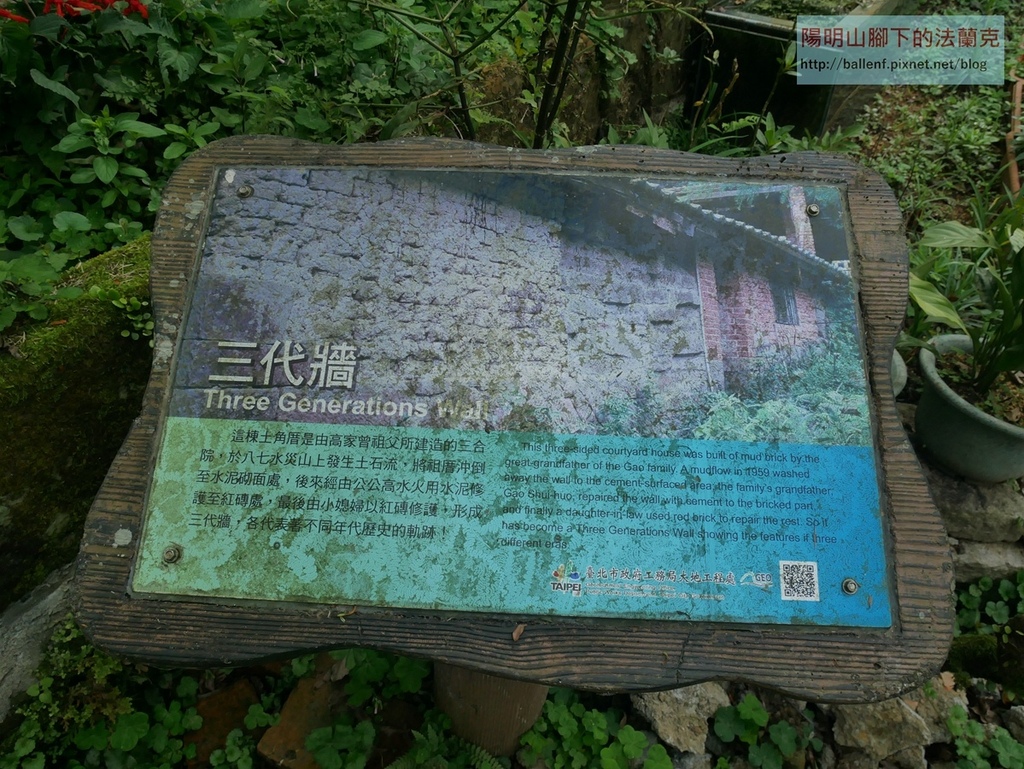 陽明山腳下的法蘭克
http://ballenf.pixnet.net/blog
三代牆
Three Generations Wall
這棟土角厝是由高家曾祖父所建造的三合
院，於八七水災山上發生土石流，將祖厝沖倒
至水泥砌面處，後來經由公公高水火用水泥修
護至紅磚處，最後由小媳婦以紅磚修護，形成
三代牆，各代表著不同年代歷史的軌跡！
This three-sided courtyard house was built of mud brick by the
great-grandfather of the Gao family. A mudflow in 1959 washed
away the wall to the cement-surfaced area; the family's grandfather,
Gao Shui-huo, repaired the wall with cement to the bricked part,
and finally a daughter-in-law used red brick to repair the rest. So it
has become a Three Generations Wall showing the features if three
different eras.
TAIPEI
臺北市政府工務局大地工程處
GEO